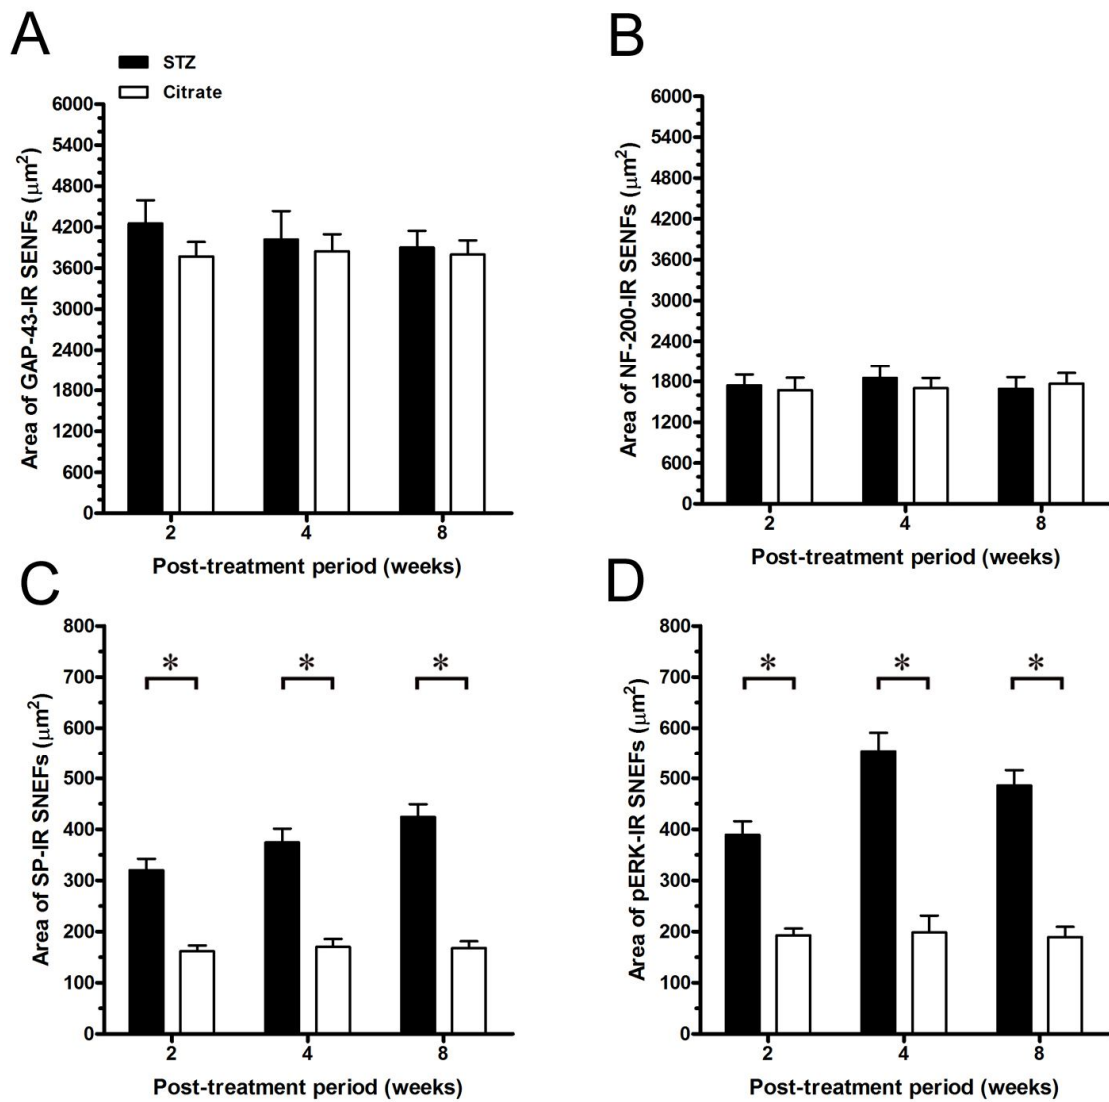 A
B
STZ
Citrate
6000
5400
4800
4200
3600
3000
2400
1800
1200
600
0
Area of GAP-43-IR SENFs (μm²)
2 4 8
Post-treatment period (weeks)
6000
5400
4800
4200
3600
3000
2400
1800
1200
600
0
Area of NF-200-IR SENFs (μm²)
2 4 8
Post-treatment period (weeks)
C
800
700
600
500
400
300
200
100
0
Area of SP-IR SNEFs (μm²)
* * *
2 4 8
Post-treatment period (weeks)
D
800
700
600
500
400
300
200
100
0
Area of pERK-IR SNEFs (μm²)
* * *
2 4 8
Post-treatment period (weeks)